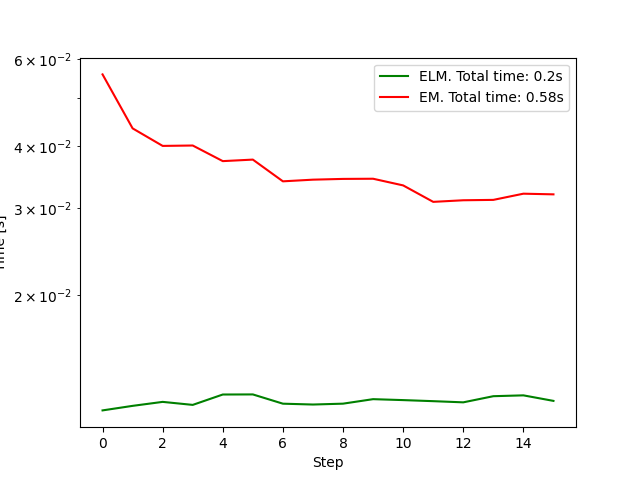 6 × 10⁻²
4 × 10⁻²
3 × 10⁻²
2 × 10⁻²
[s]
ELM. Total time: 0.2s
EM. Total time: 0.58s
0 2 4 6 8 10 12 14
Step